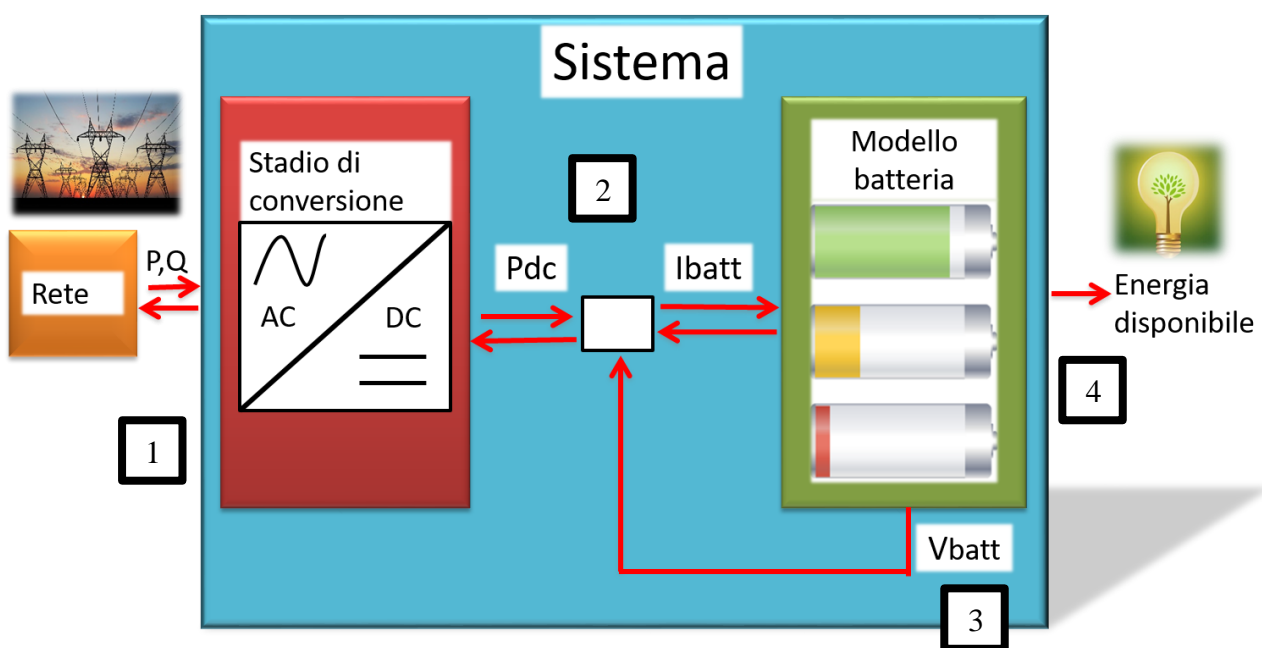 Sistema
Stadio di
conversione
AC
DC
Rete
P,Q
1
2
Pdc
Ibatt
Modello
batteria
Vbatt
3
Energia
disponibile
4